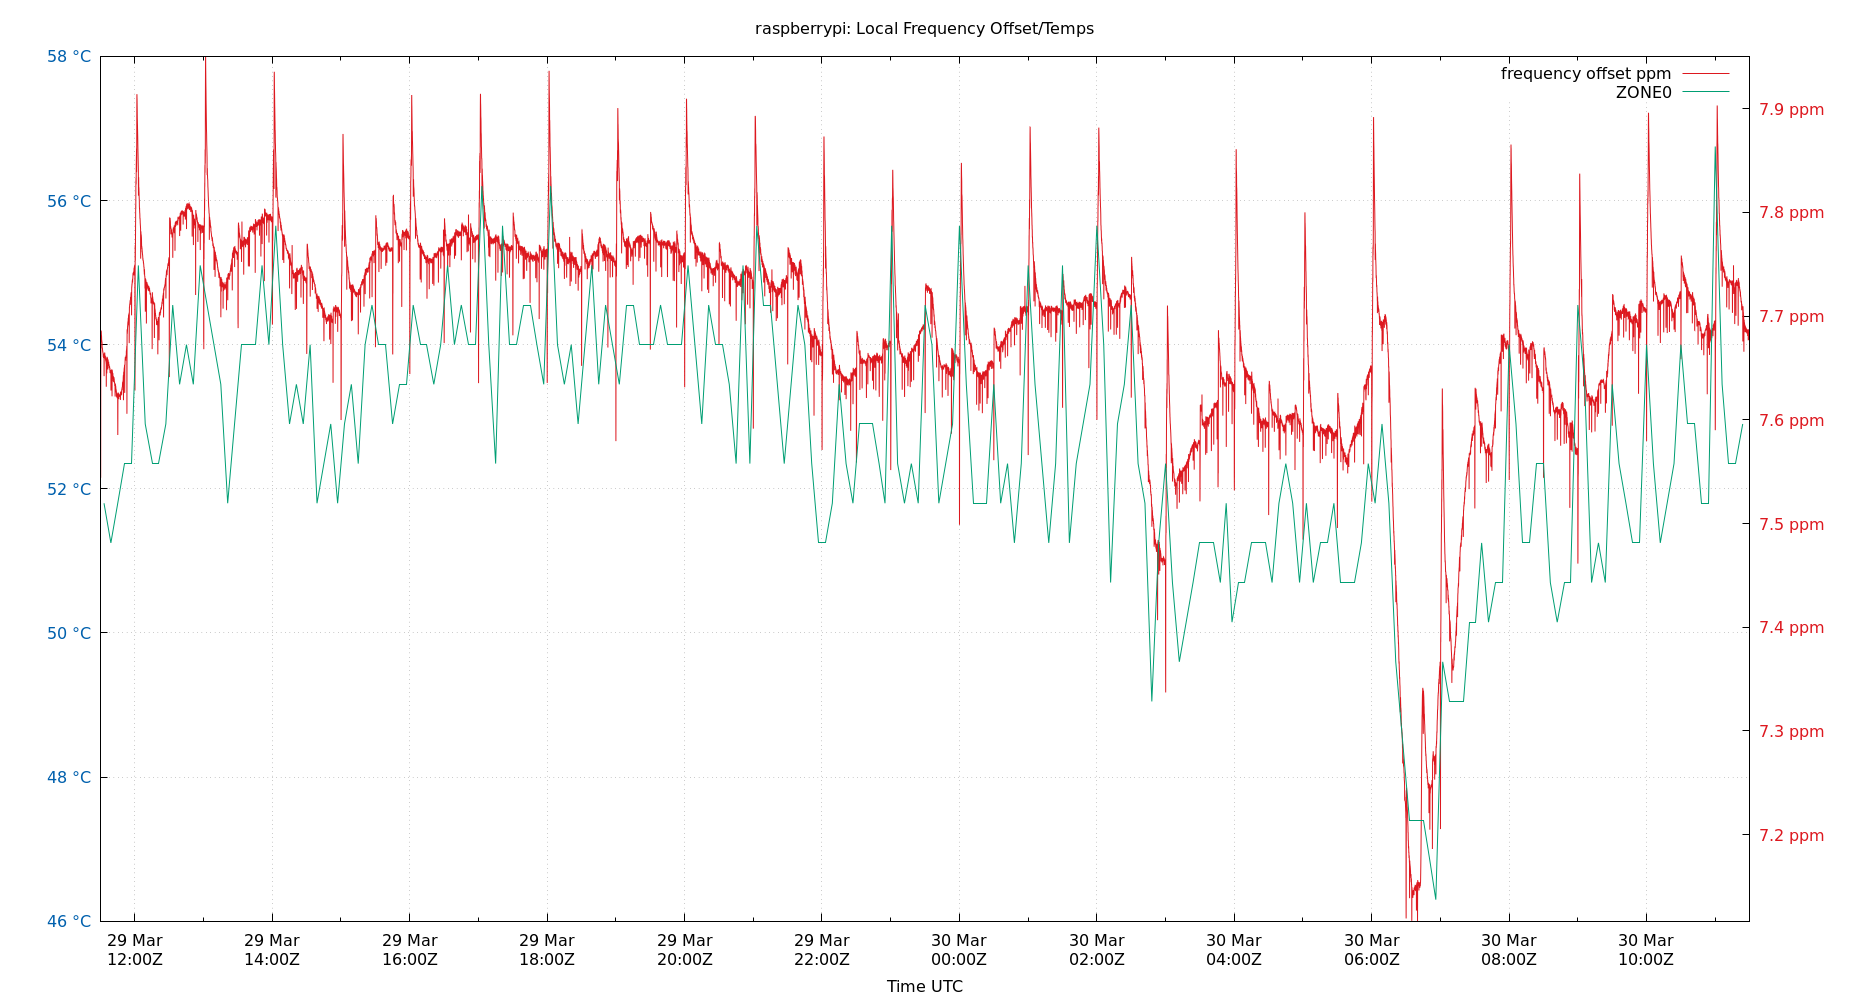 raspberrypi: Local Frequency Offset/Temps
58 °C
56 °C
54 °C
52 °C
50 °C
48 °C
46 °C
frequency offset ppm
ZONE0
7.9 ppm
7.8 ppm
7.7 ppm
7.6 ppm
7.5 ppm
7.4 ppm
7.3 ppm
7.2 ppm
29 Mar
12:00Z
29 Mar
14:00Z
29 Mar
16:00Z
29 Mar
18:00Z
29 Mar
20:00Z
29 Mar
22:00Z
30 Mar
00:00Z
30 Mar
02:00Z
30 Mar
04:00Z
30 Mar
06:00Z
30 Mar
08:00Z
30 Mar
10:00Z
Time UTC